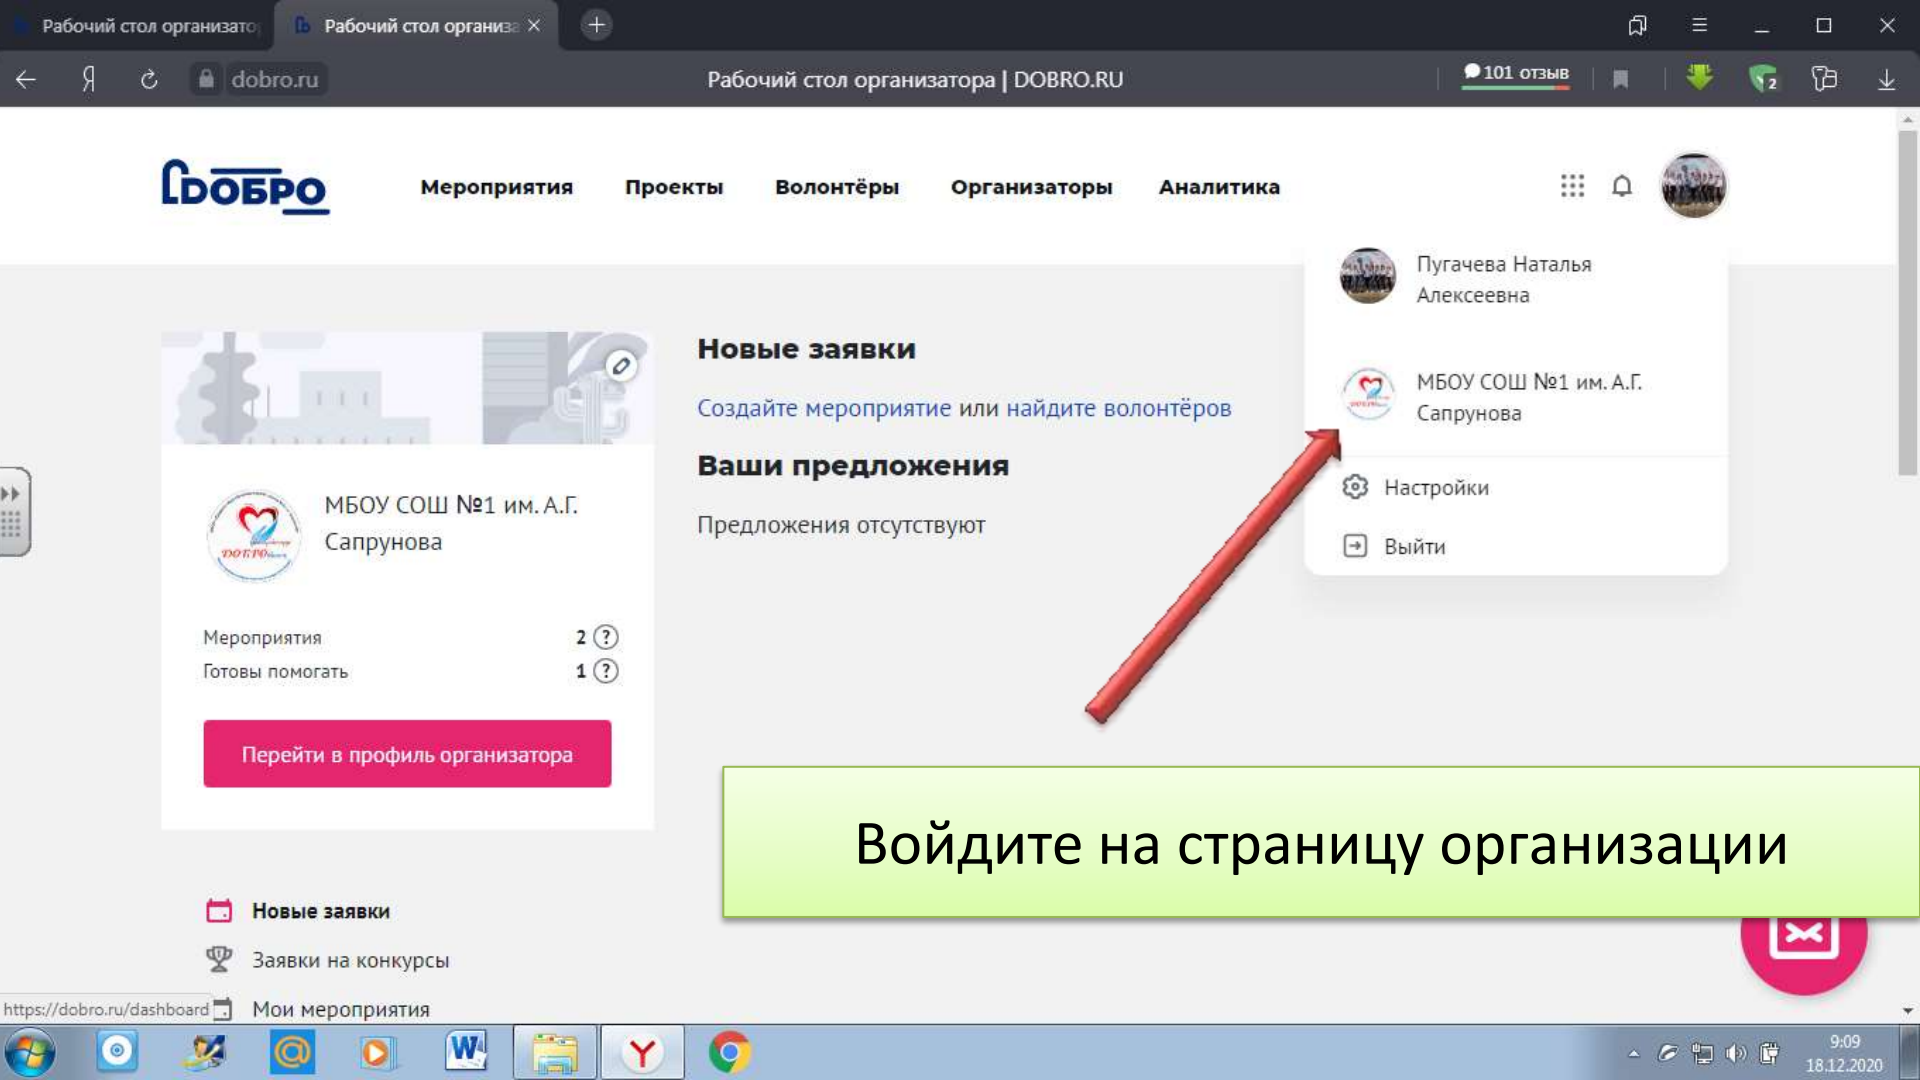 Рабочий стол организато
Рабочий стол организа
dobro.ru
Рабочий стол организатора | DOBRO.RU
101 отзыв
2
ДОБРО
Мероприятия
Проекты
Волонтёры
Организаторы
Аналитика
Пугачева Наталья
Алексеевна
МБОУ СОШ №1 им. А.Г.
Сапрунова
Настройки
Выйти
Новые заявки
Создайте мероприятие или найдите волонтёров
Ваши предложения
Предложения отсутствуют
МБОУ СОШ №1 им. А.Г.
Сапрунова
Мероприятия 2 ?
Готовы помогать 1 ?
Перейти в профиль организатора
Войдите на страницу организации
Новые заявки
Заявки на конкурсы
Мои мероприятия
https://dobro.ru/dashboard
9:09
18.12.2020